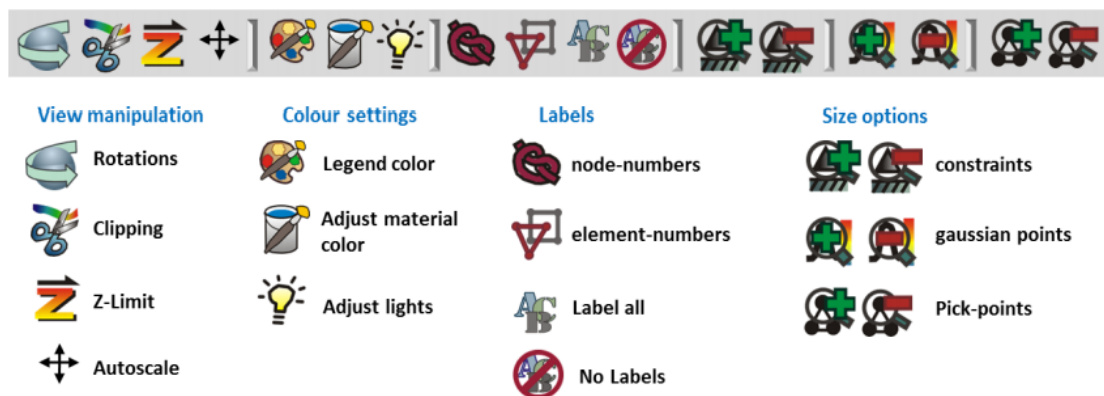 View manipulation
Colour settings
Labels
Size options
Rotations
Legend color
node-numbers
constraints
Clipping
Adjust material
color
element-numbers
gaussian points
Z-Limit
Adjust lights
Label all
Pick-points
Autoscale
No Labels